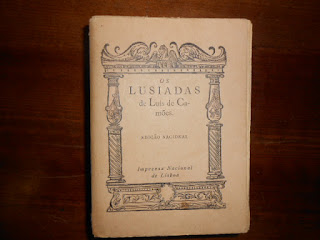 OS
LUSIADAS
de Luis de Ca-
mões.
EDIÇÃO NACIONAL
Imprensa Nacional
de Lisboa